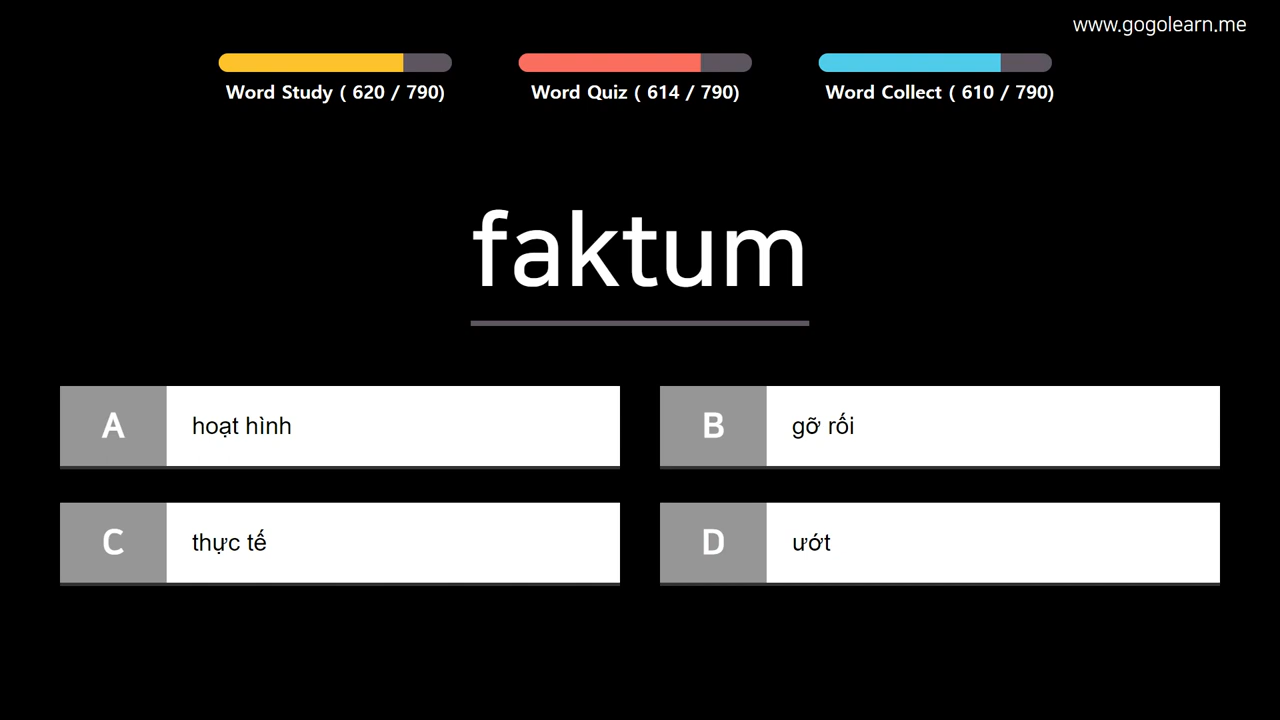 www.gogolearn.me
Word Study ( 620 / 790)
Word Quiz ( 614 / 790)
Word Collect ( 610 / 790)
faktum
A hoạt hình
B gỡ rối
C thực tế
D ướt